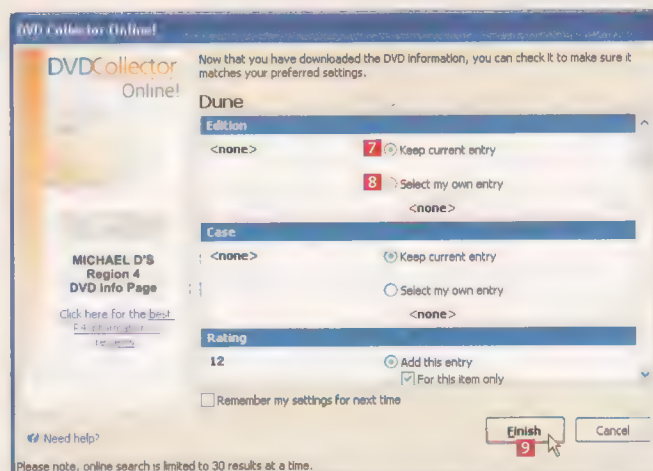 DVD Collector Online!
DVDCollector
Online!
Now that you have downloaded the DVD information, you can check it to make sure it
matches your preferred settings.
Dune
Edition
<none>
7 Keep current entry
8 Select my own entry
<none>
Case
<none>
Keep current entry
Select my own entry
<none>
Rating
12
Add this entry
For this item only
Remember my settings for next time
MICHAEL D'S
Region 4
DVD Info Page
Click here for the best
Need help?
Finish
9
Cancel
Please note, online search is limited to 30 results at a time.